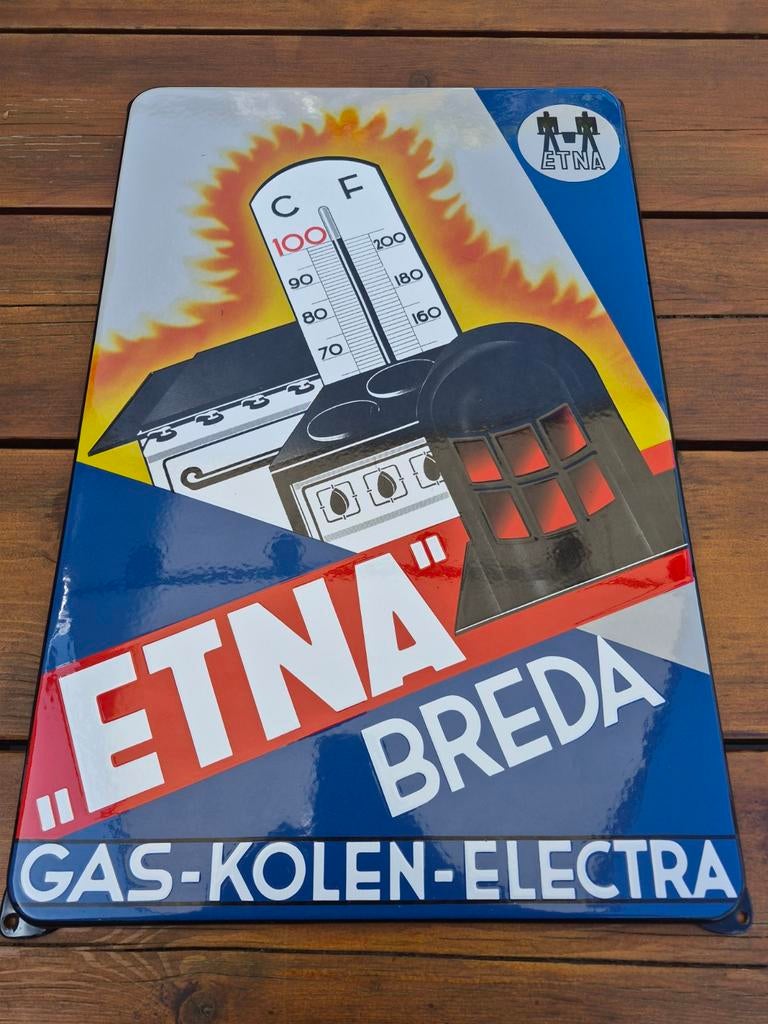 ETNA
C F
100 200
90 180
80 160
70
„ETNA”
BREDA
GAS-KOLEN-ELECTRA